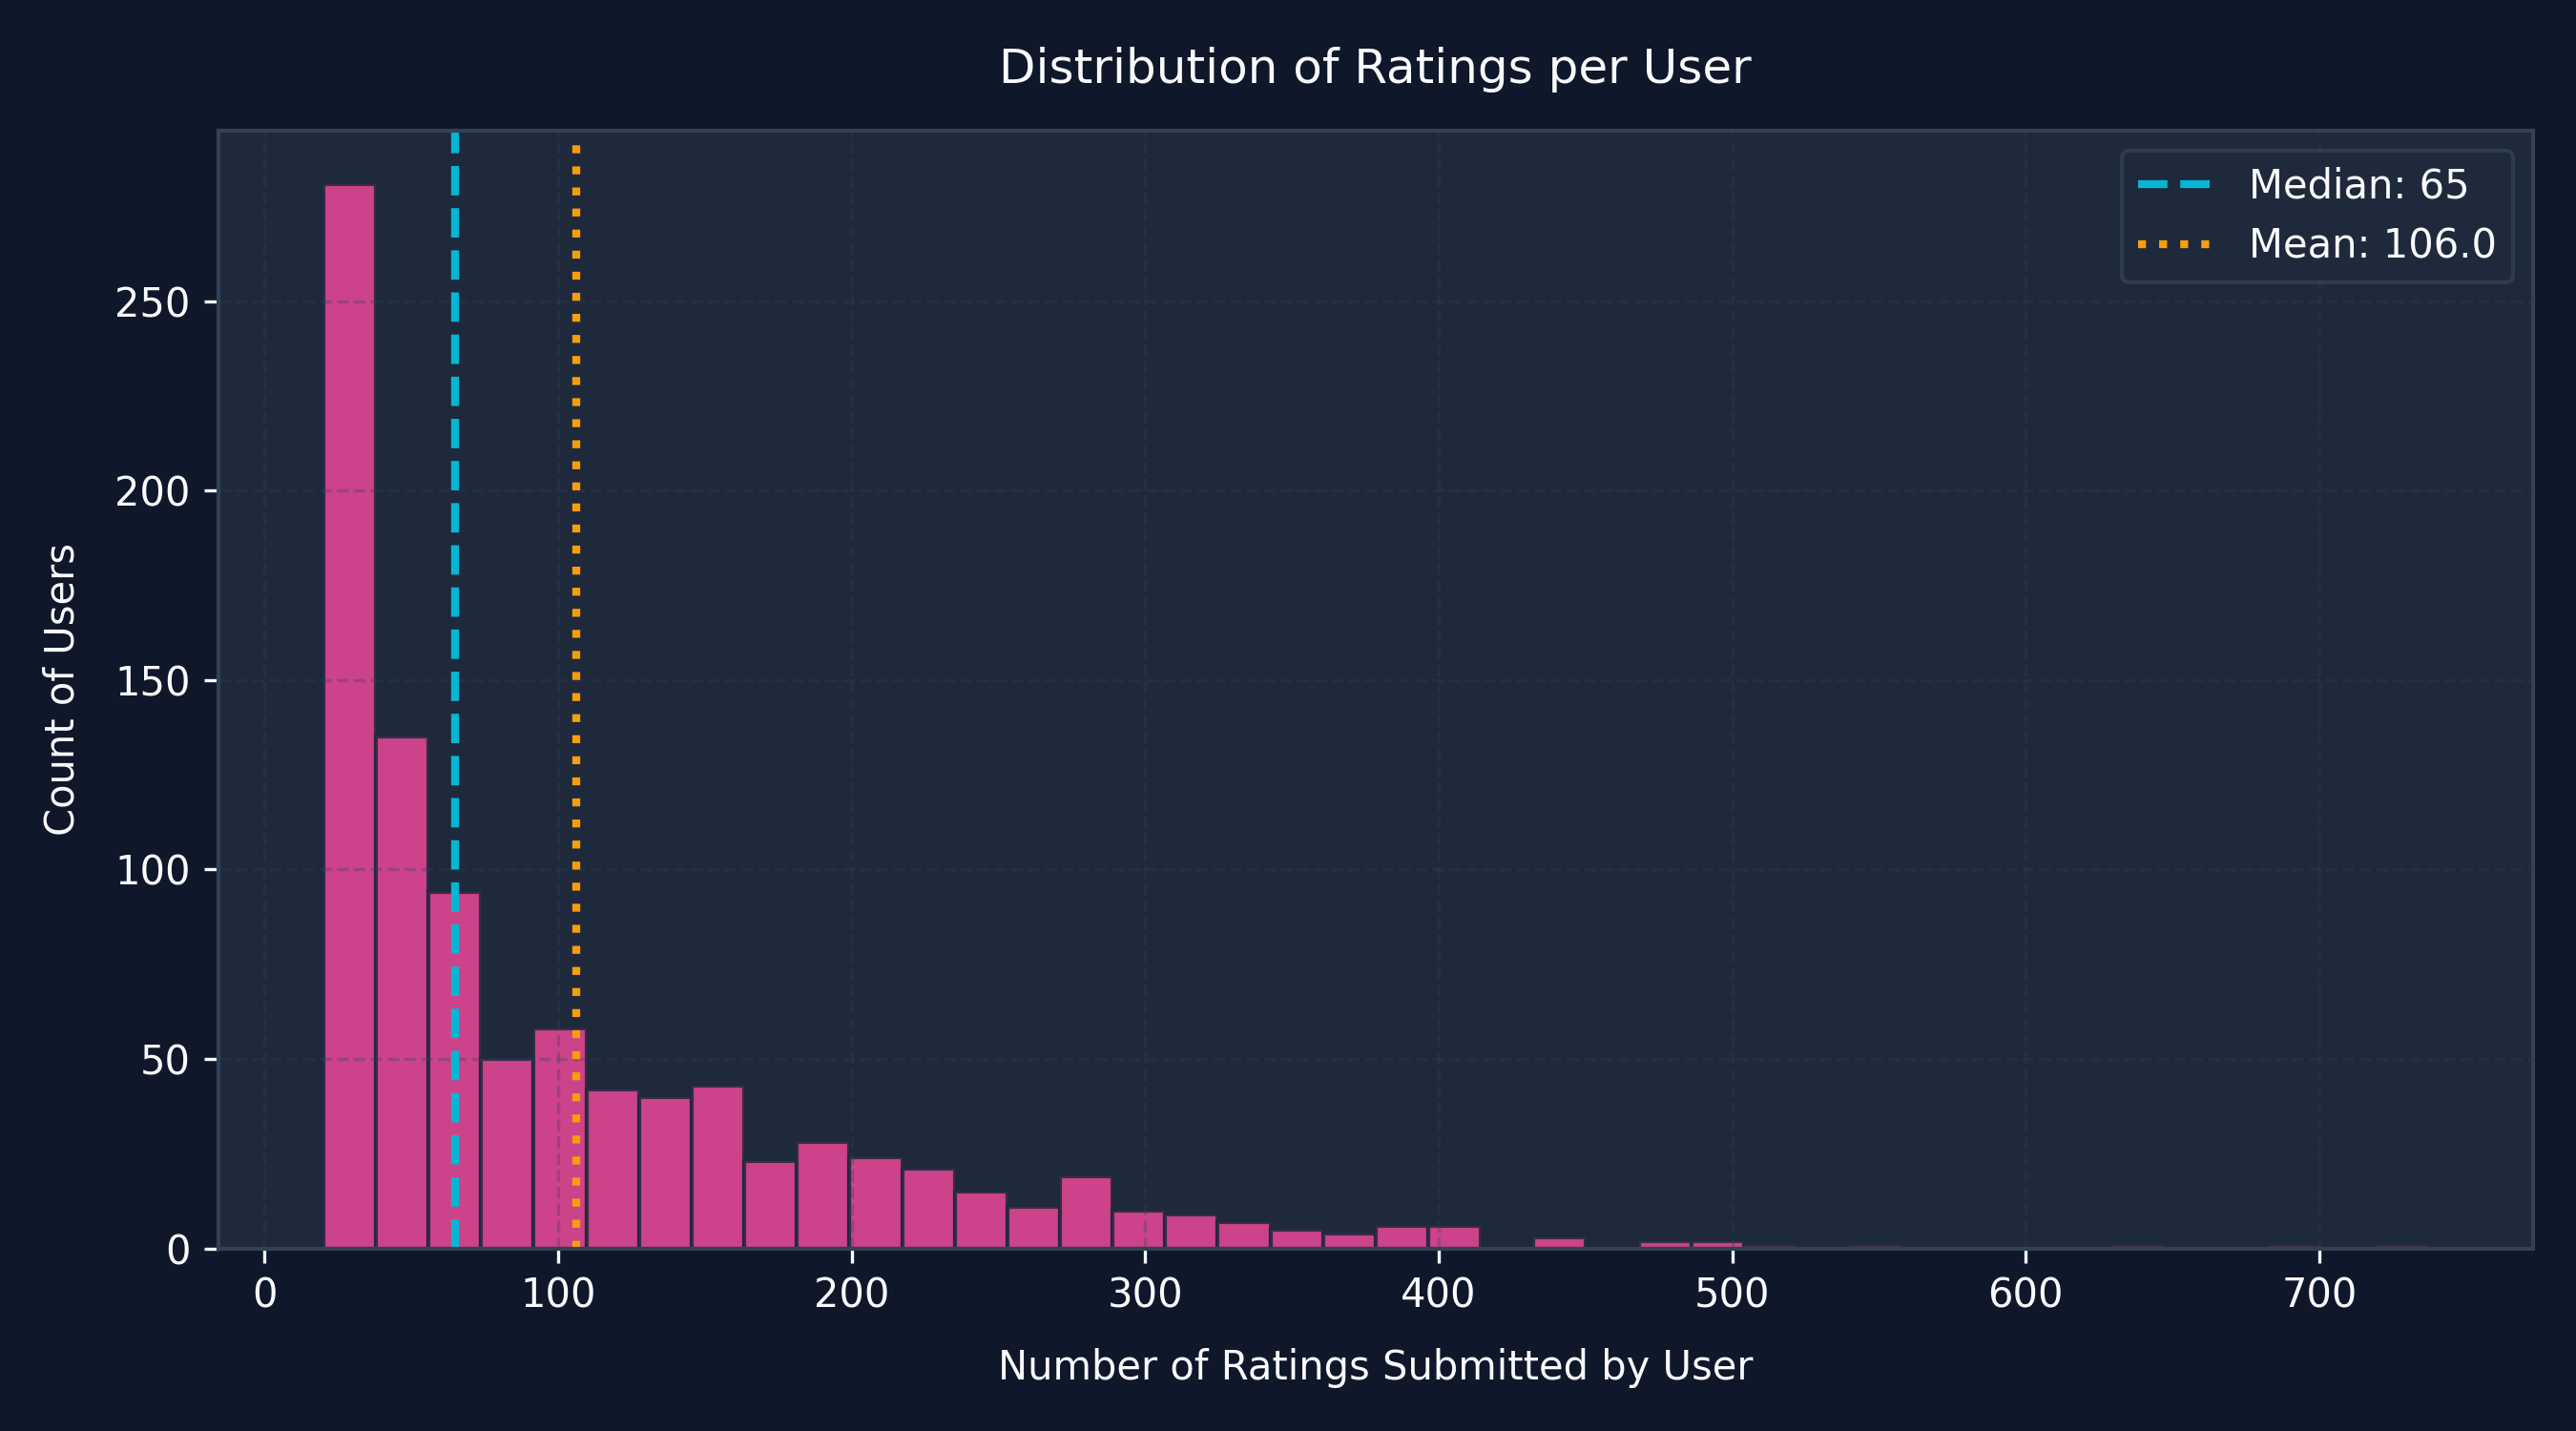 Distribution of Ratings per User
Median: 65
Mean: 106.0
Count of Users
250
200
150
100
50
0
0 100 200 300 400 500 600 700
Number of Ratings Submitted by User